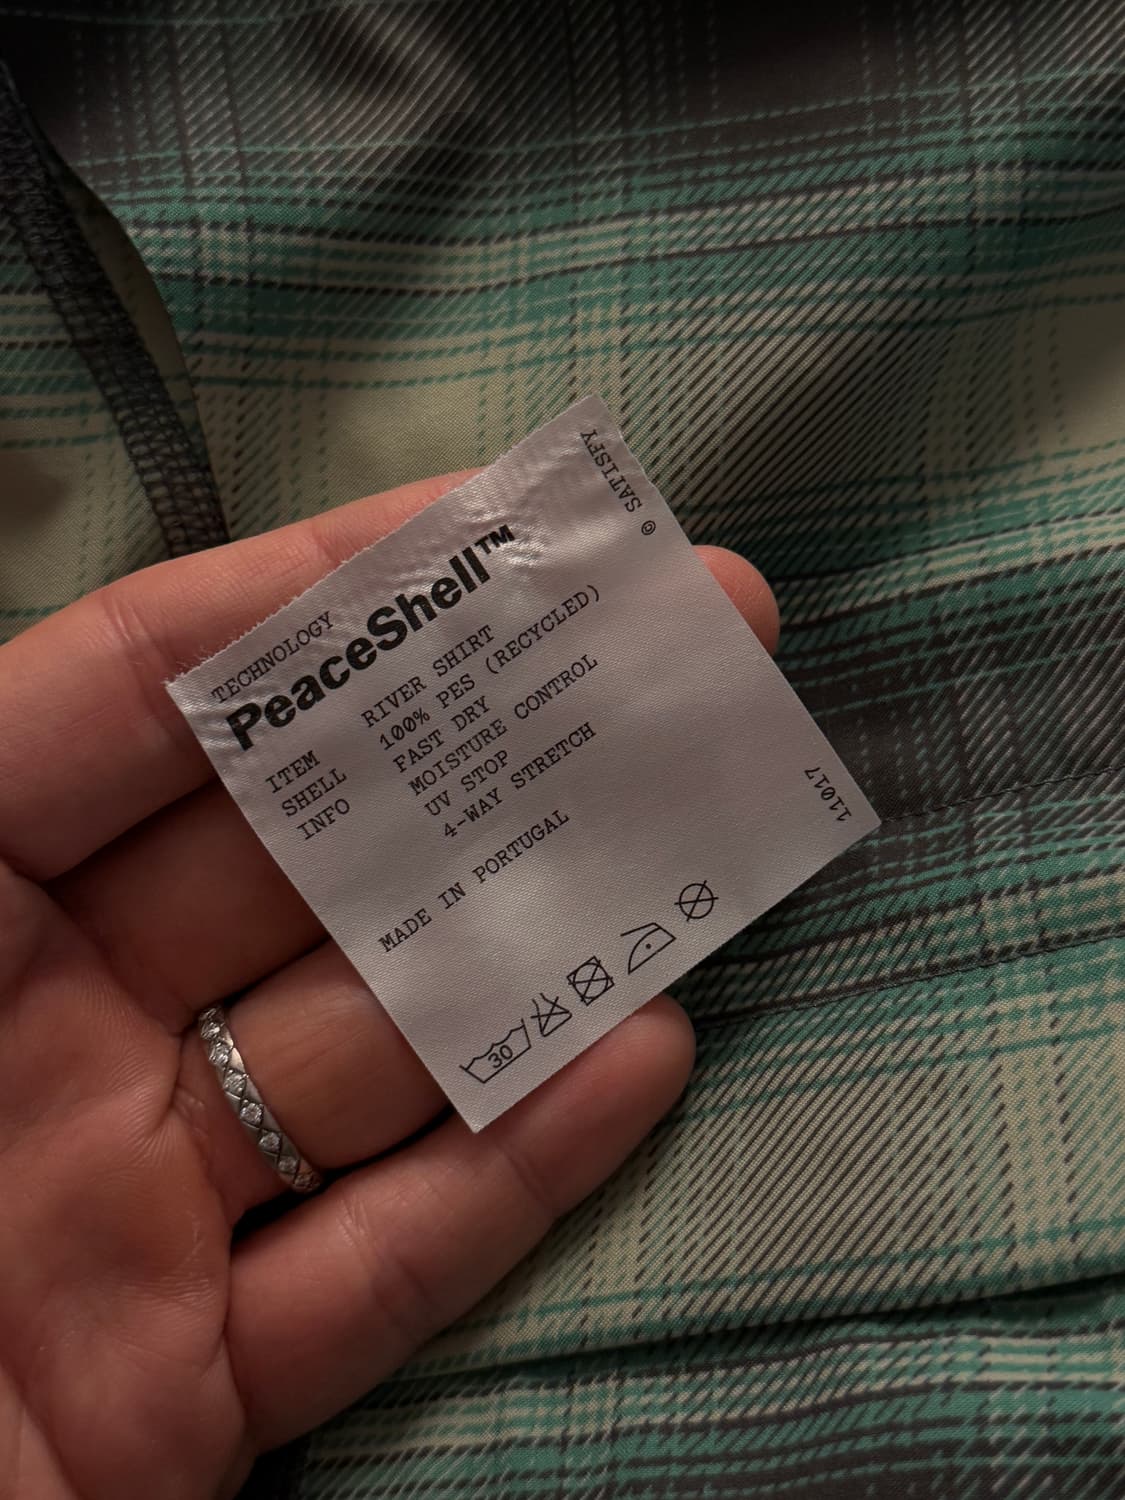 TECHNOLOGY
PeaceShell™
ITEM RIVER SHIRT
SHELL 100% PES (RECYCLED)
INFO FAST DRY
MOISTURE CONTROL
UV STOP
4-WAY STRETCH
MADE IN PORTUGAL
30
SATISFY ©
11017